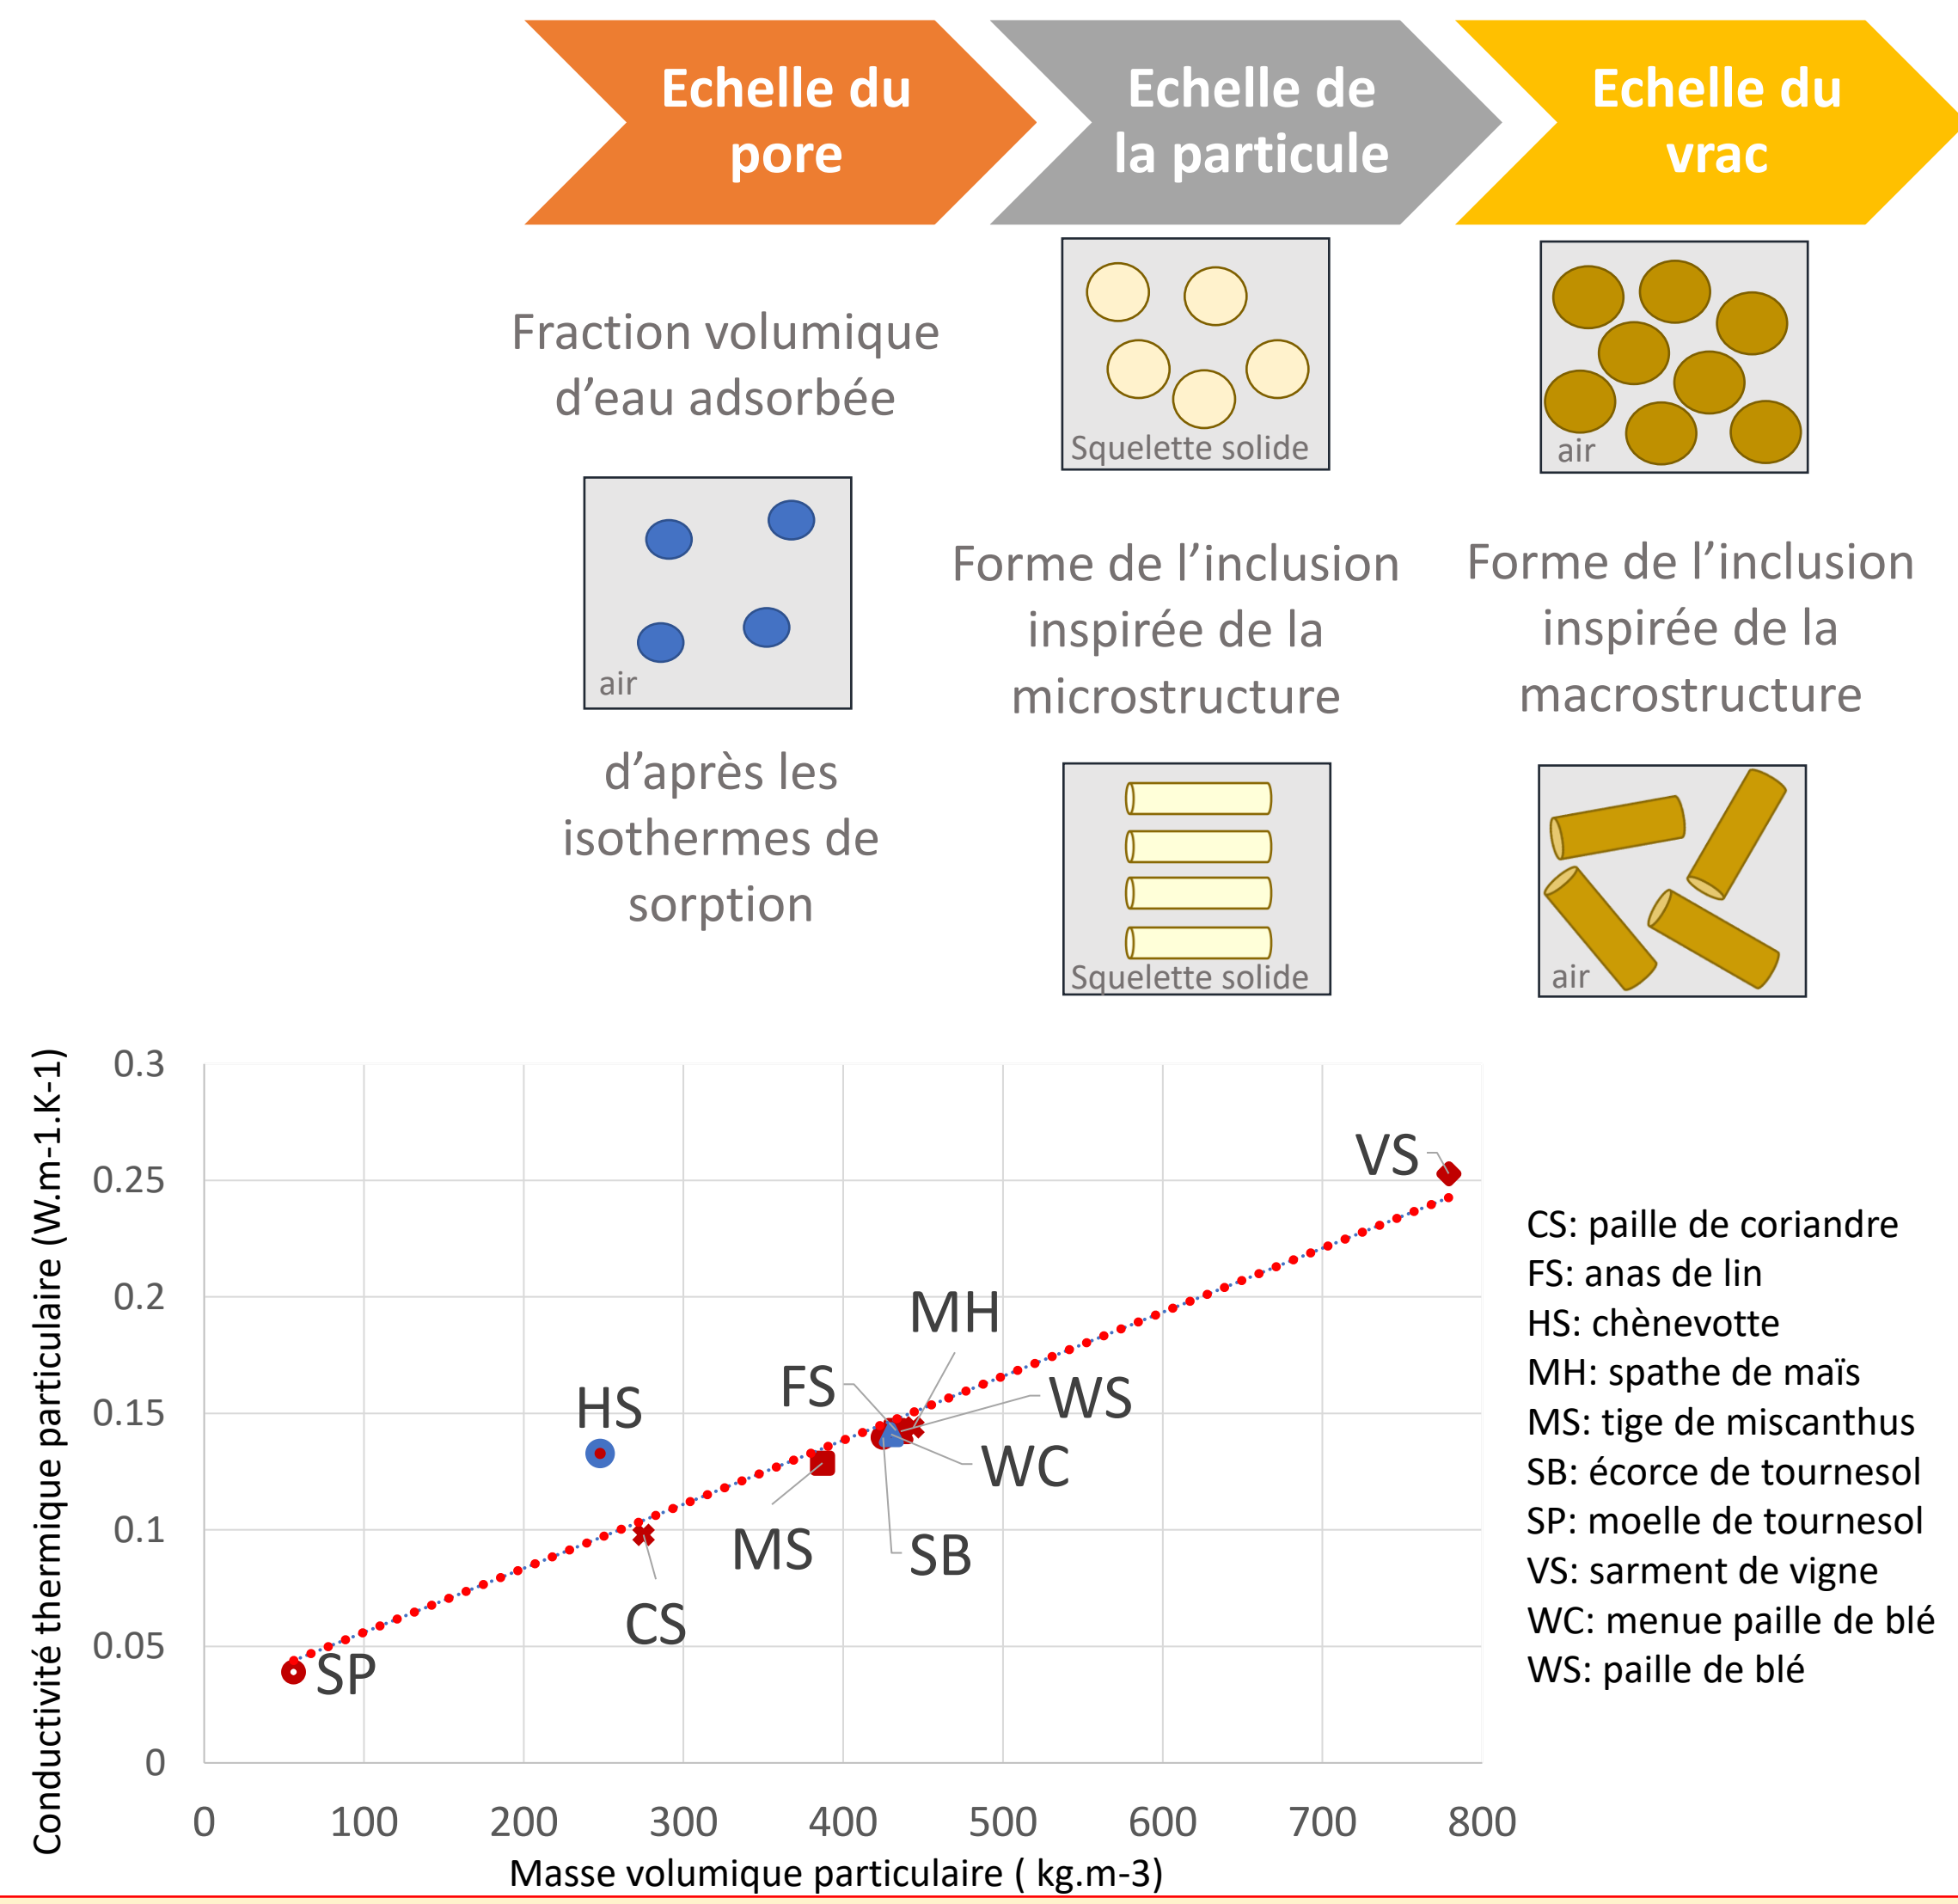 Echelle du
pore
Echelle de
la particule
Echelle du
vrac
Fraction volumique
d’eau adsorbée
air
d’après les
isothermes de
sorption
Squelette solide
Forme de l’inclusion
inspirée de la
microstructure
Squelette solide
air
Forme de l’inclusion
inspirée de la
macrostructure
air
Conductivité thermique particulaire (W.m-1.K-1)
0.3
0.25
0.2
0.15
0.1
0.05
0
VS
MH
FS
WS
HS
WC
MS
SB
CS
SP
0 100 200 300 400 500 600 700 800
Masse volumique particulaire ( kg.m-3)
CS: paille de coriandre
FS: anas de lin
HS: chènevotte
MH: spathe de maïs
MS: tige de miscanthus
SB: écorce de tournesol
SP: moelle de tournesol
VS: sarment de vigne
WC: menue paille de blé
WS: paille de blé